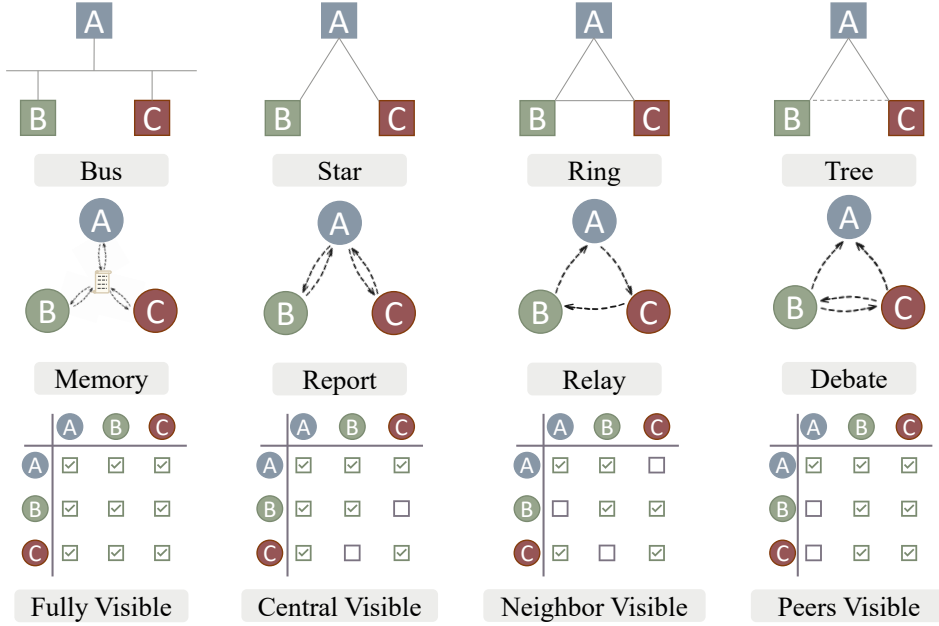 A A A A
B C B C B C B C
Bus Star Ring Tree
A A A A
B C B C B C B C
Memory Report Relay Debate
A B C A B C A B C A B C
A A A A
B B B B
C C C C
Fully Visible Central Visible Neighbor Visible Peers Visible